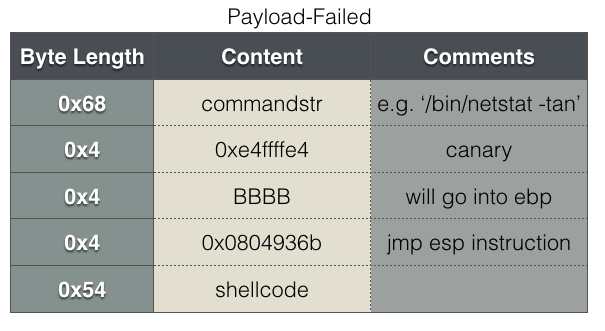 Payload-Failed
Byte Length Content Comments
0x68 commandstr e.g. ‘/bin/netstat -tan’
0x4 0xe4ffffe4 canary
0x4 BBBB will go into ebp
0x4 0x0804936b jmp esp instruction
0x54 shellcode